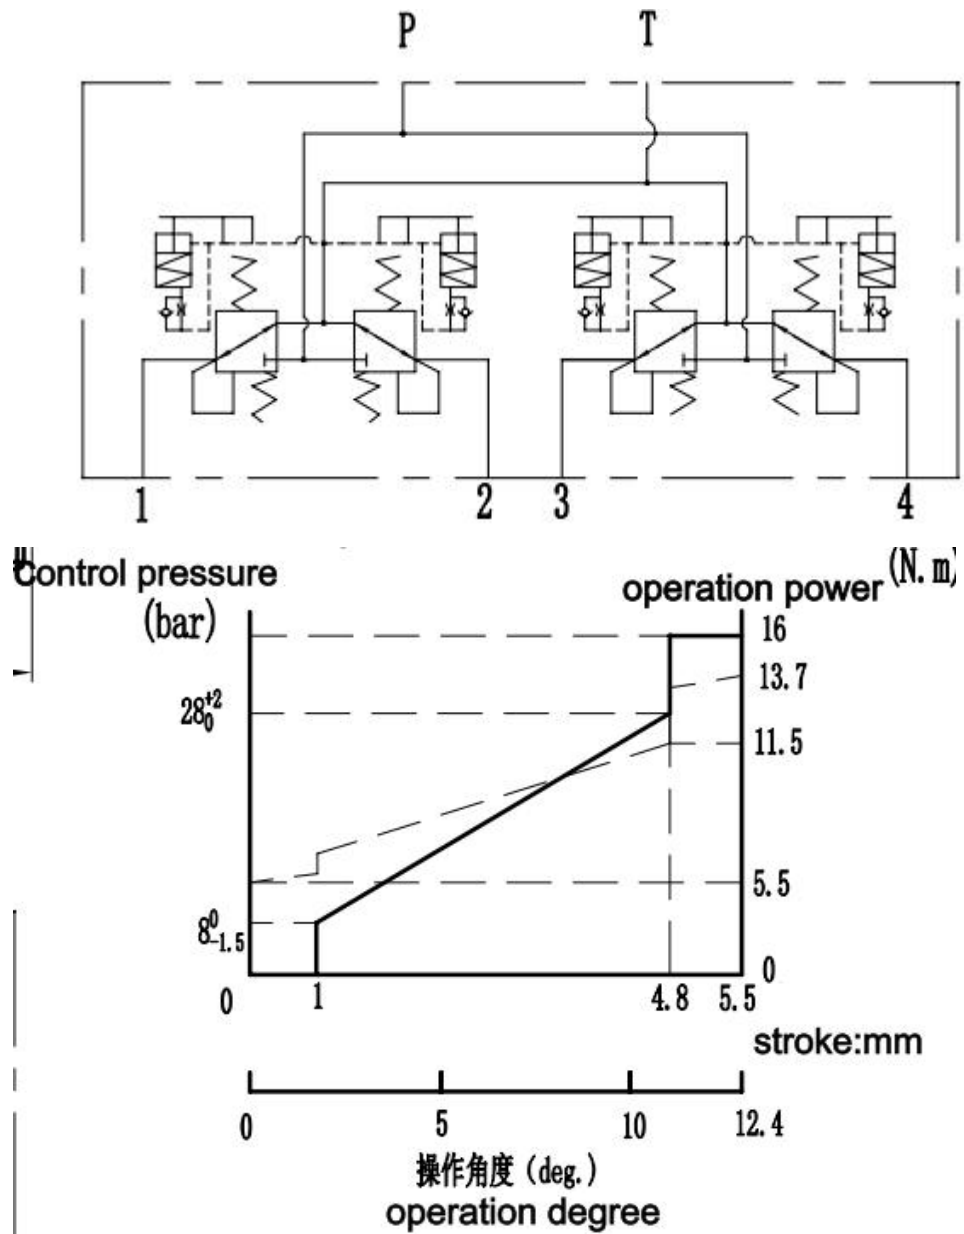 P T
1 2 3 4
Control pressure
(bar)
operation power (N.m)
16
13.7
28 +2 0
11.5
5.5
8 0 -1.5
0
0 1 4.8 5.5
stroke:mm
0 5 10 12.4
操作角度 (deg.)
operation degree